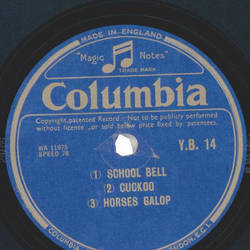 MADE IN ENGLAND
"Magic Notes"
TRADE MARK
Columbia
Copyright, Patented Record: Not to be publicly performed
without licence, or sold below price fixed by patentees.
WA 11975
SPEED 78
Y.B. 14
(1) SCHOOL BELL
(2) CUCKOO
(3) HORSES GALOP
COLUMBIA
LONDON, E.C.1